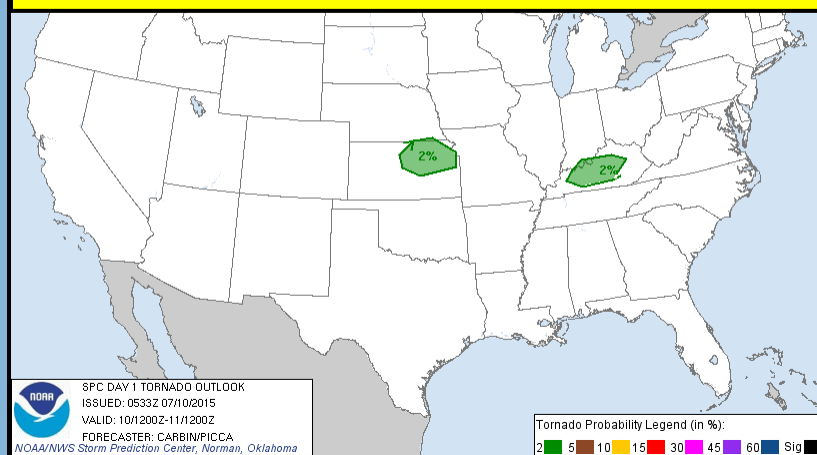 2%
2%
NOAA
SPC DAY 1 TORNADO OUTLOOK
ISSUED: 0533Z 07/10/2015
VALID: 10/1200Z-11/1200Z
FORECASTER: CARBIN/PICCA
NOAA/NWS Storm Prediction Center, Norman, Oklahoma
Tornado Probability Legend (in %):
2 5 10 15 30 45 60 Sig